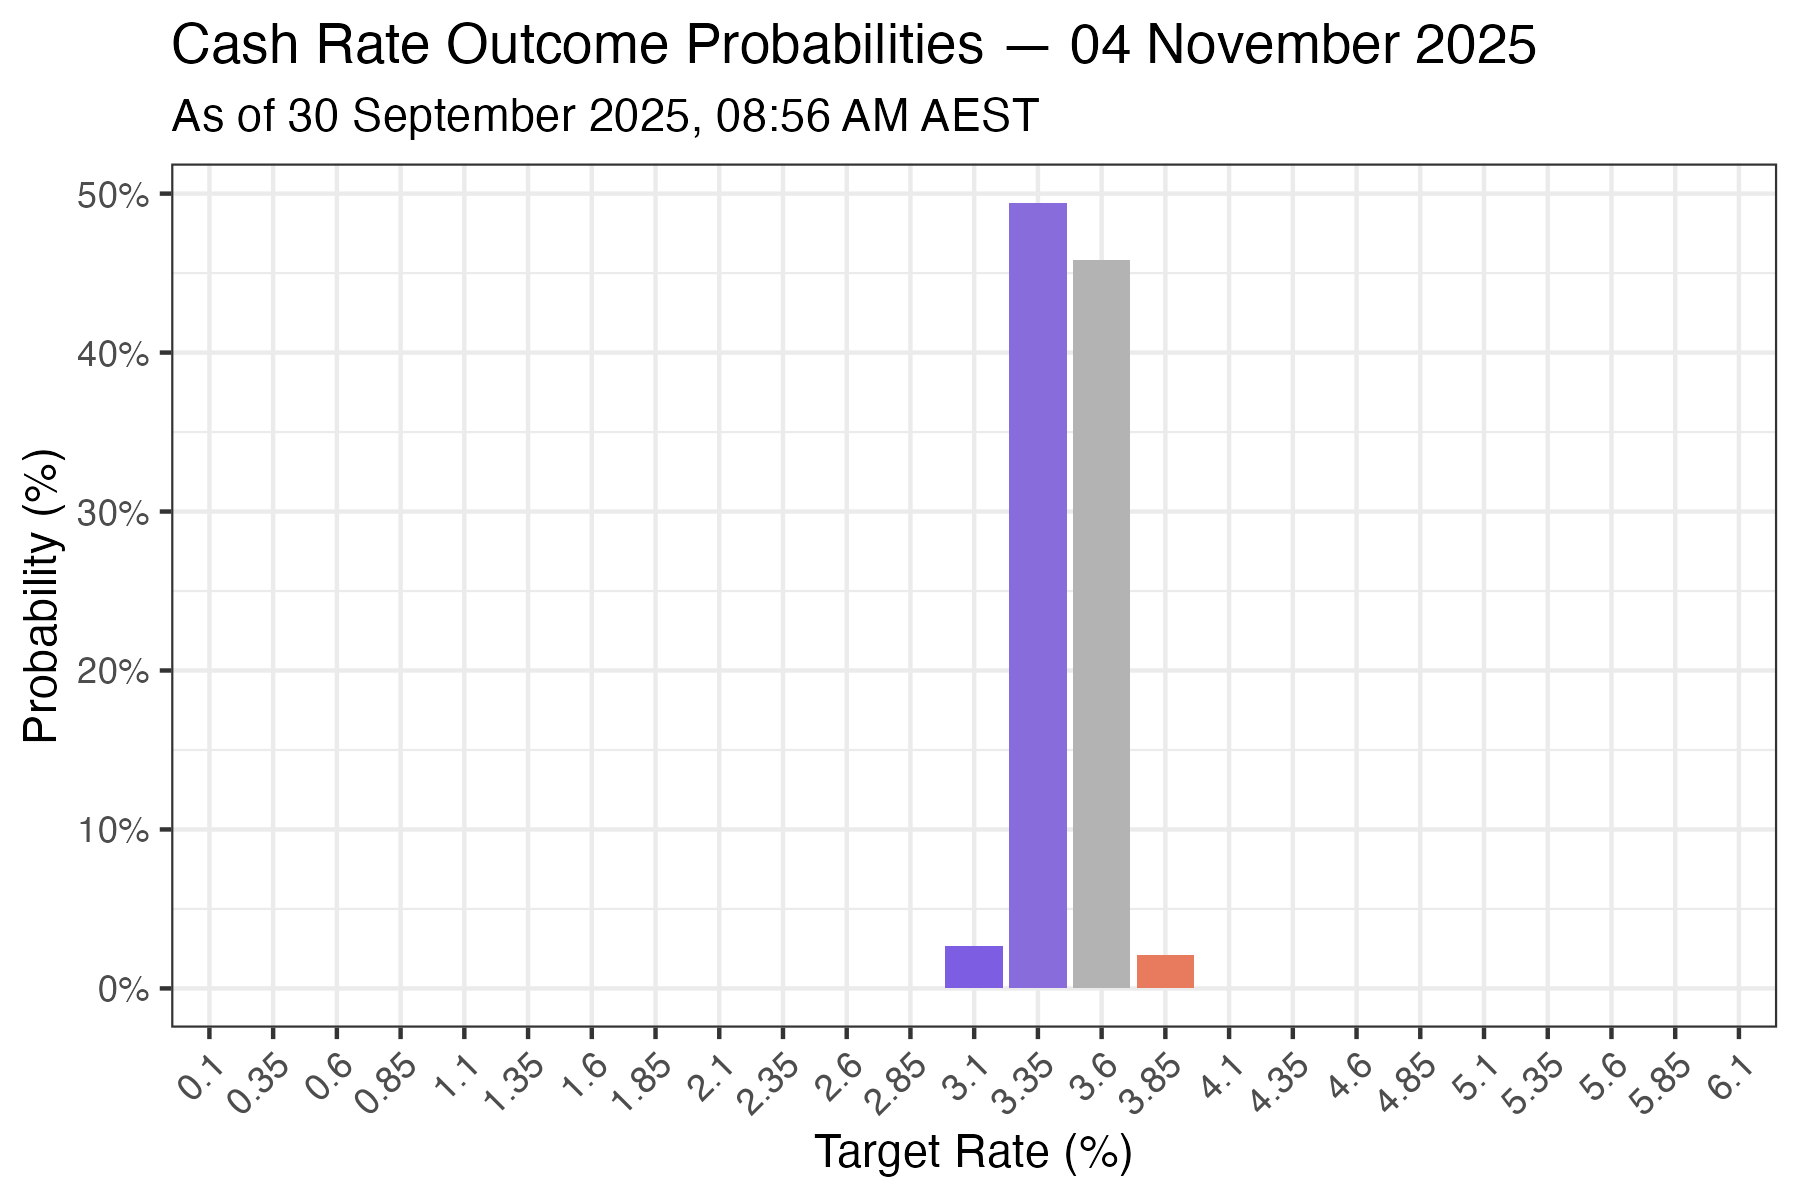 Cash Rate Outcome Probabilities — 04 November 2025
As of 30 September 2025, 08:56 AM AEST
Probability (%)
50%
40%
30%
20%
10%
0%
0.1 0.35 0.6 0.85 1.1 1.35 1.6 1.85 2.1 2.35 2.6 2.85 3.1 3.35 3.6 3.85 4.1 4.35 4.6 4.85 5.1 5.35 5.6 5.85 6.1
Target Rate (%)